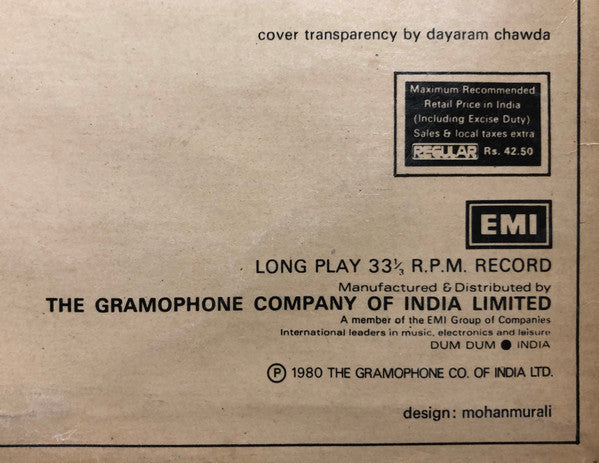 cover transparency by dayaram chawda
Maximum Recommended
Retail Price in India
(Including Excise Duty)
Sales & local taxes extra
REGULAR Rs. 42.50
EMI
LONG PLAY 33⅓ R.P.M. RECORD
Manufactured & Distributed by
THE GRAMOPHONE COMPANY OF INDIA LIMITED
A member of the EMI Group of Companies
International leaders in music, electronics and leisure
DUM DUM ● INDIA
Ⓟ 1980 THE GRAMOPHONE CO. OF INDIA LTD.
design: mohanmurali